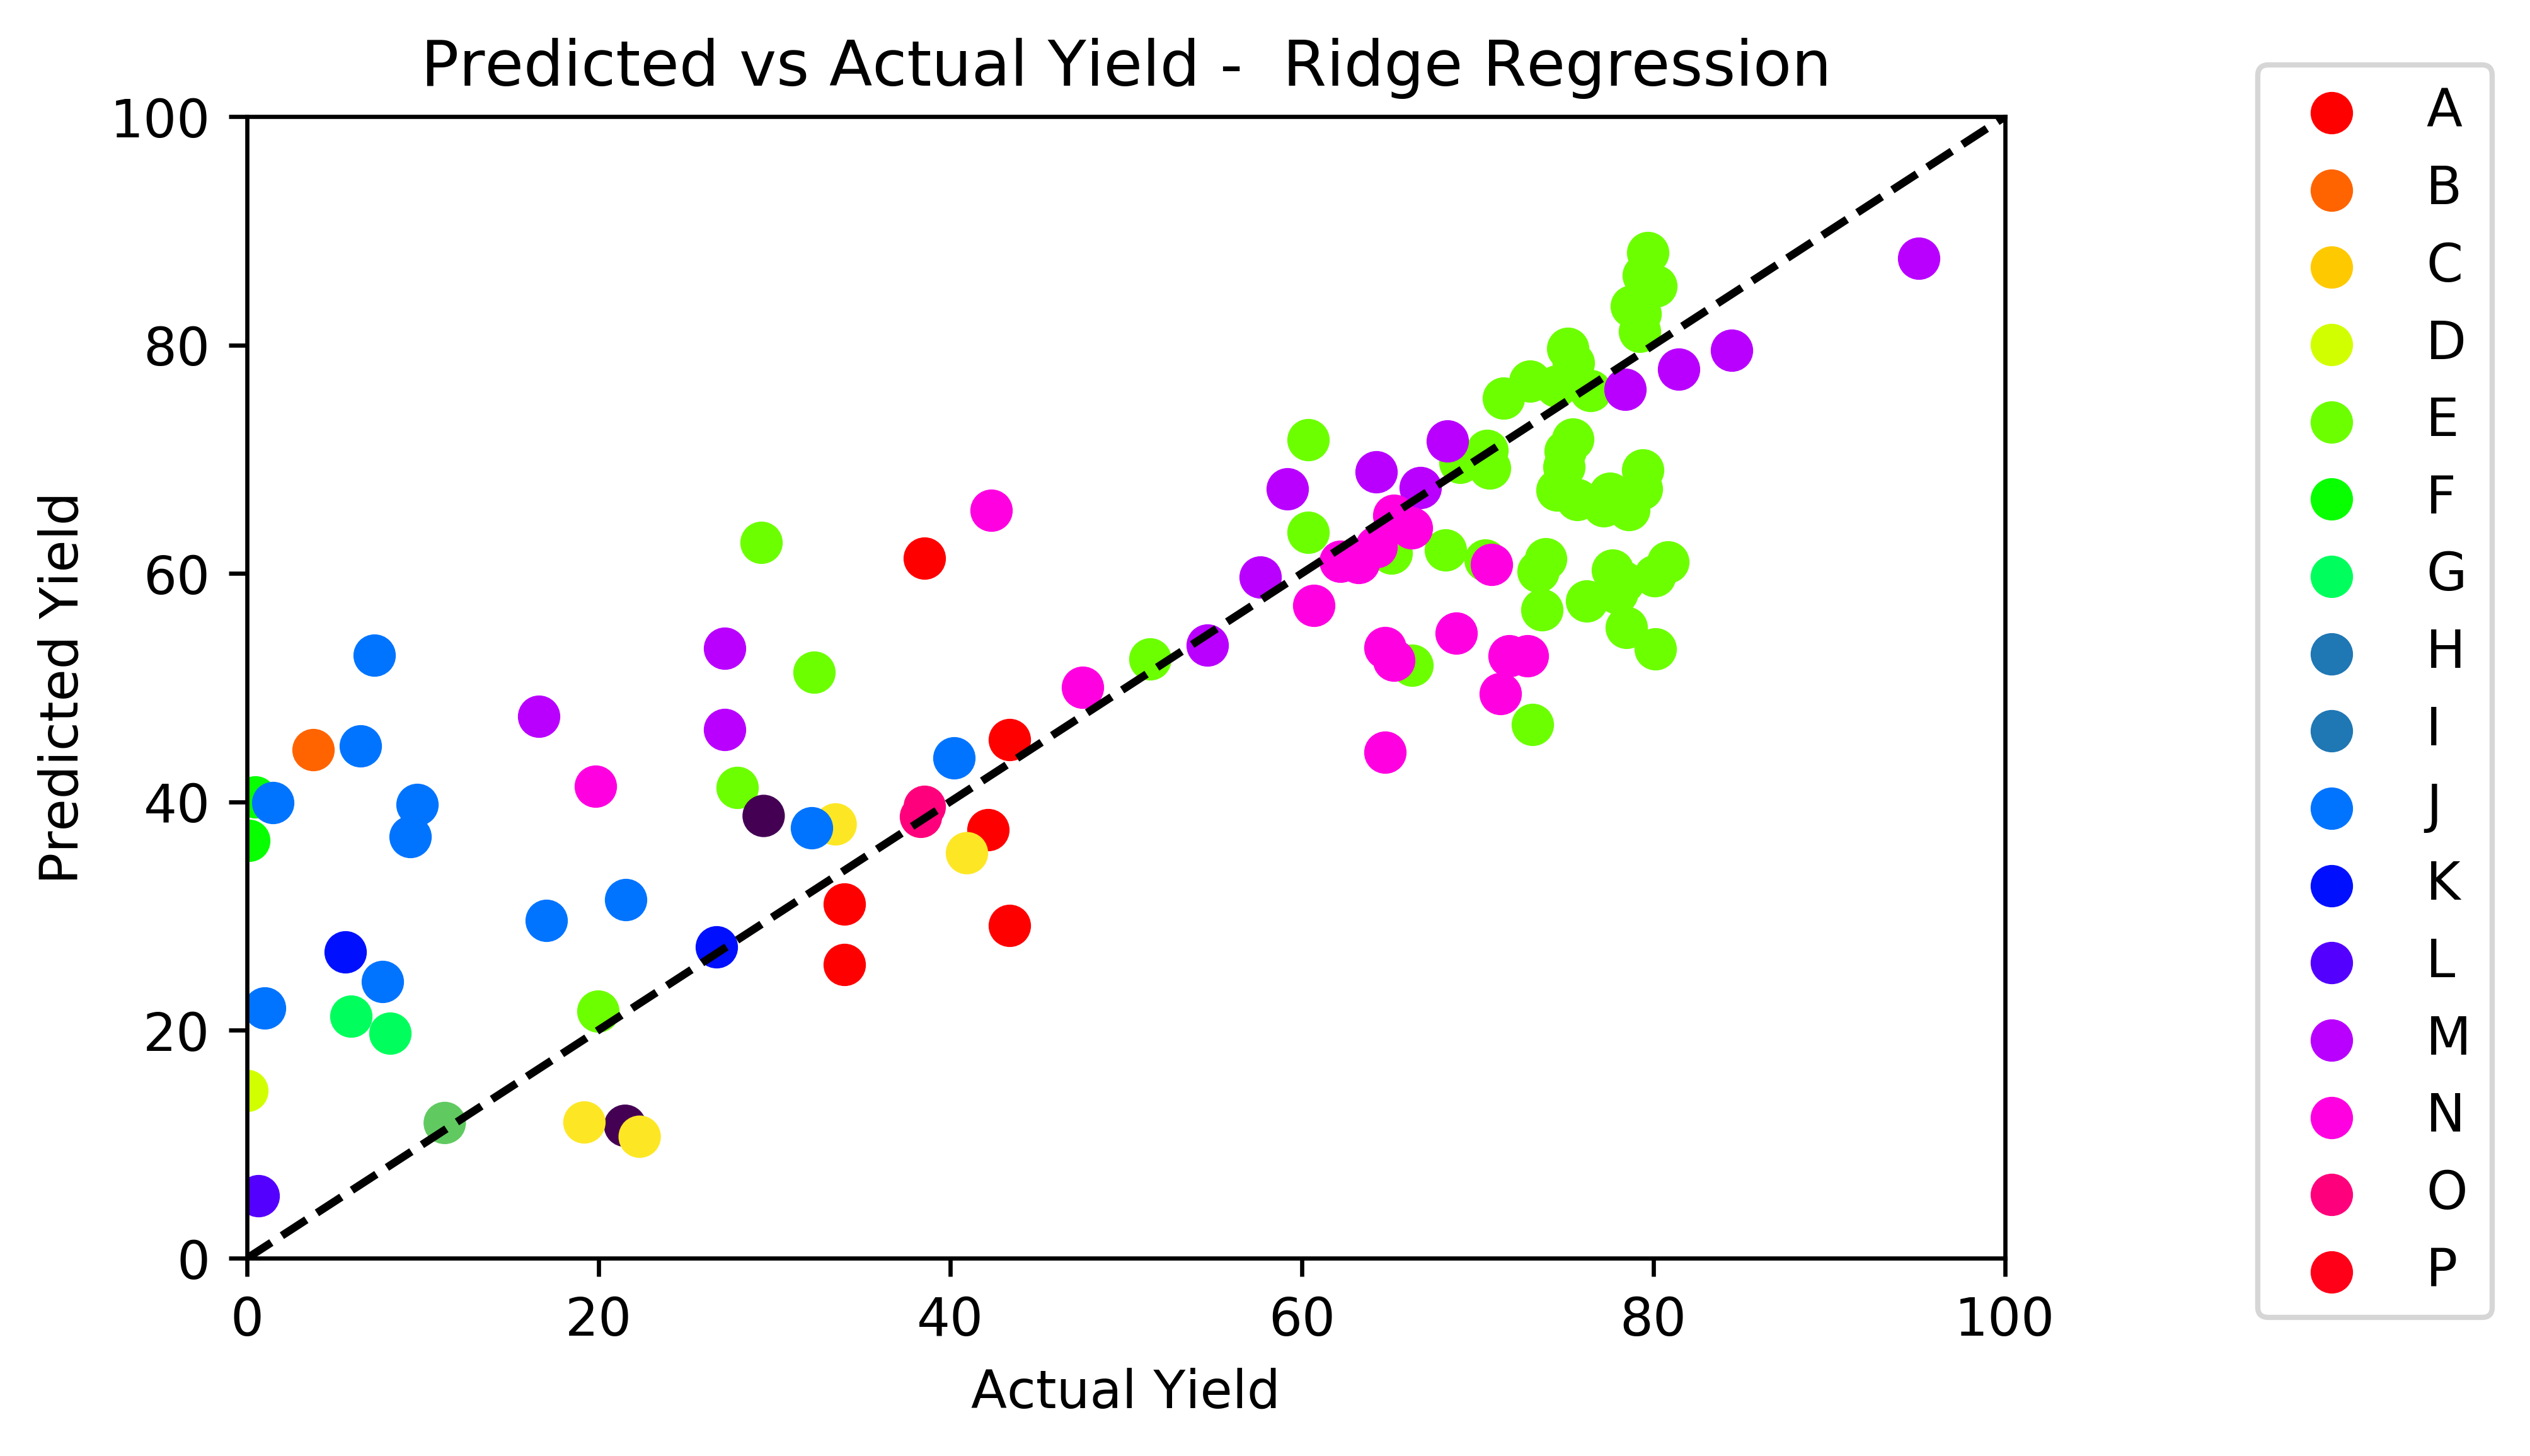 Predicted vs Actual Yield -  Ridge Regression
100
80
60
40
20
0
Predicted Yield
0 20 40 60 80 100
Actual Yield
A
B
C
D
E
F
G
H
I
J
K
L
M
N
O
P